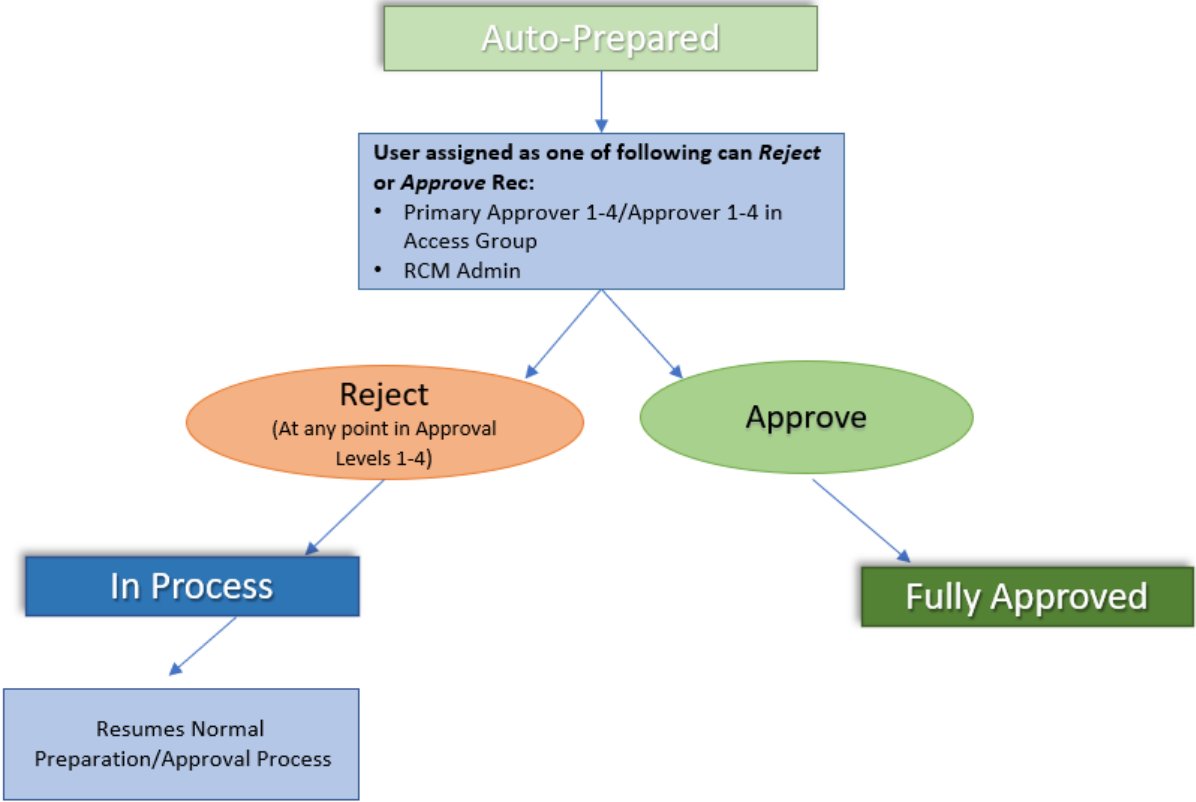 Auto-Prepared
User assigned as one of following can Reject
or Approve Rec:
• Primary Approver 1-4/Approver 1-4 in
Access Group
• RCM Admin
Reject
(At any point in Approval
Levels 1-4)
Approve
In Process
Fully Approved
Resumes Normal
Preparation/Approval Process